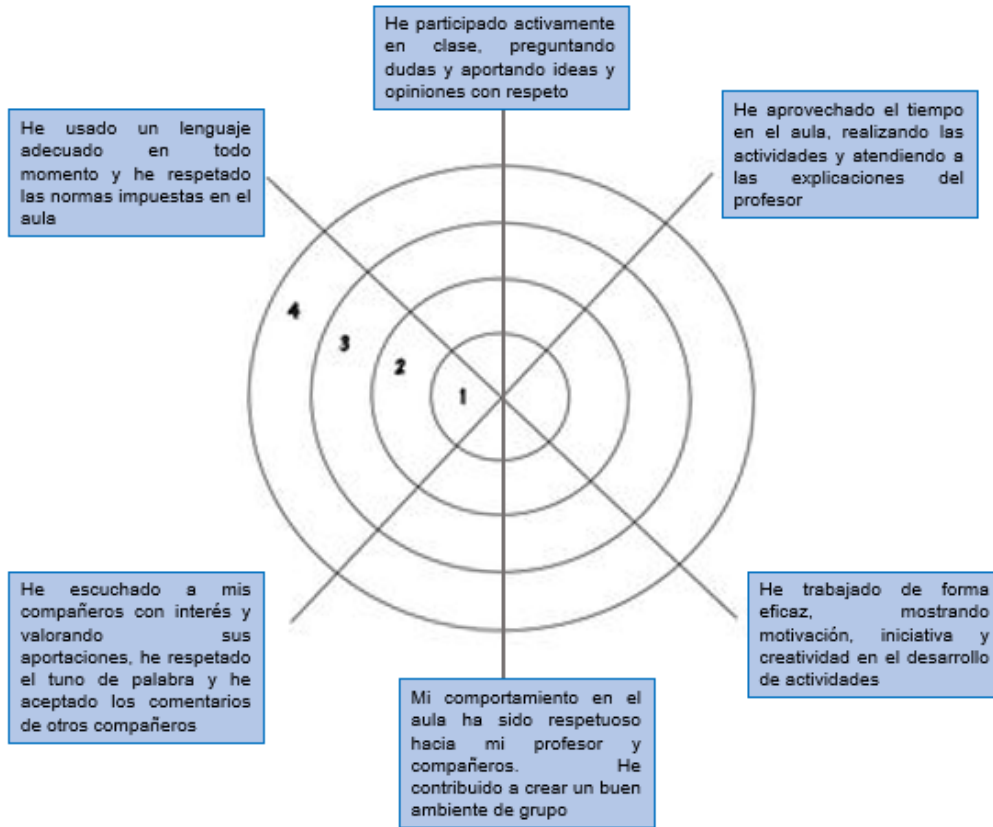 He participado activamente
en clase, preguntando
dudas y aportando ideas y
opiniones con respeto
He usado un lenguaje
adecuado en todo
momento y he respetado
las normas impuestas en el
aula
He aprovechado el tiempo
en el aula, realizando las
actividades y atendiendo a
las explicaciones del
profesor
4
3
2
1
He escuchado a mis
compañeros con interés y
valorando sus
aportaciones, he respetado
el tuno de palabra y he
aceptado los comentarios
de otros compañeros
Mi comportamiento en el
aula ha sido respetuoso
hacia mi profesor y
compañeros. He
contribuido a crear un buen
ambiente de grupo
He trabajado de forma
eficaz, mostrando
motivación, iniciativa y
creatividad en el desarrollo
de actividades